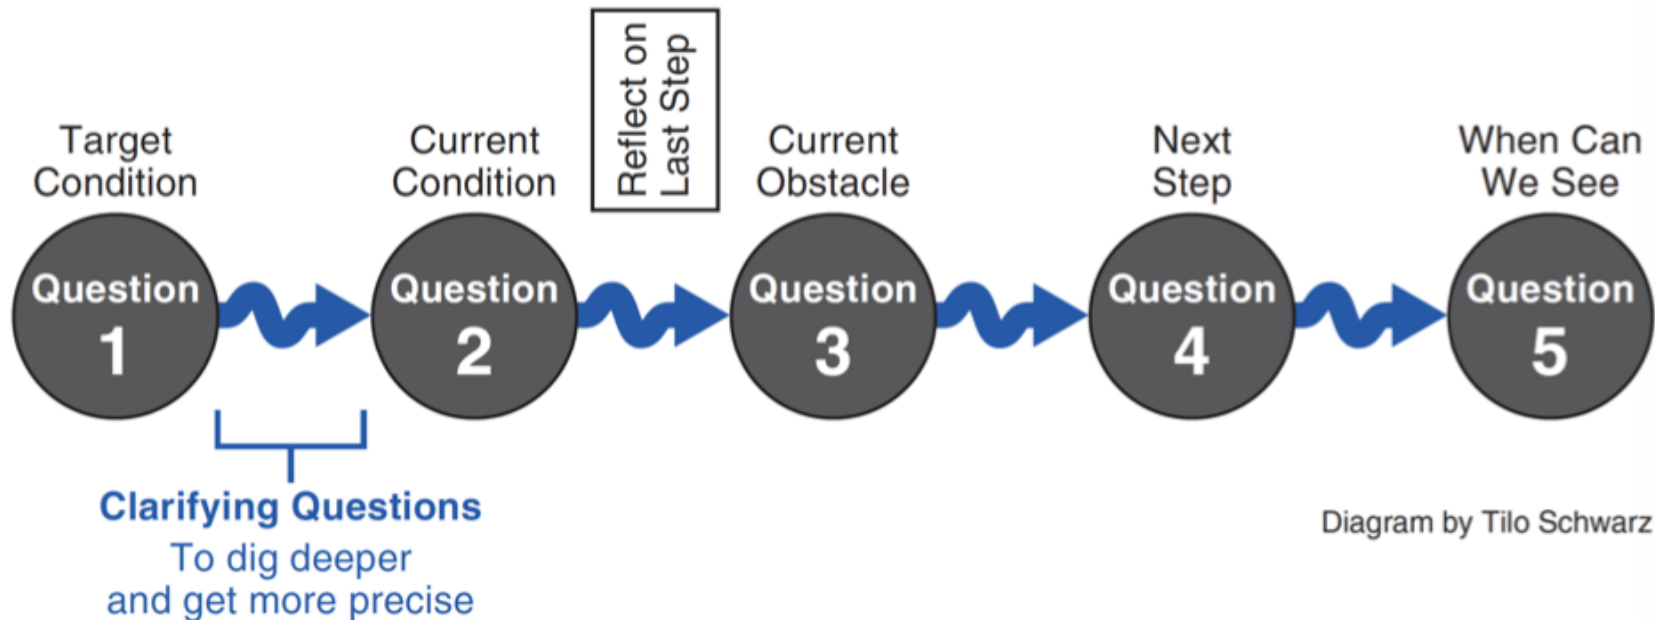 Target
Condition
Current
Condition
Reflect on
Last Step
Current
Obstacle
Next
Step
When Can
We See
Question
1
Question
2
Question
3
Question
4
Question
5
Clarifying Questions
To dig deeper
and get more precise
Diagram by Tilo Schwarz